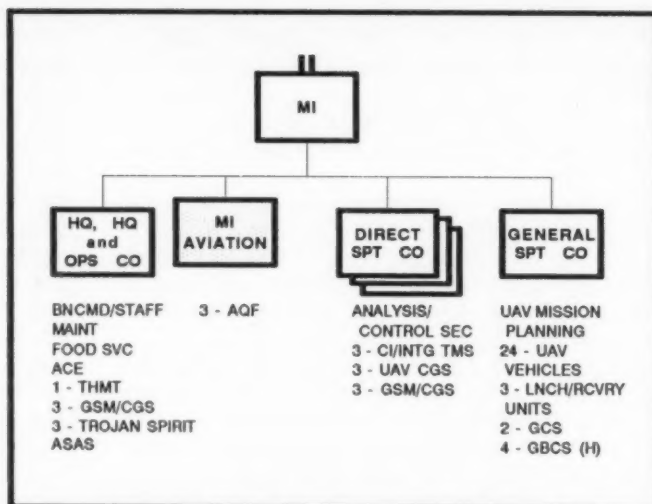 MI
HQ, HQ
and
OPS CO
MI
AVIATION
DIRECT
SPT CO
GENERAL
SPT CO
BNCMD/STAFF
MAINT
FOOD SVC
ACE
1 - THMT
3 - GSM/CGS
3 - TROJAN SPIRIT
ASAS
3 - AQF
ANALYSIS/
CONTROL SEC
3 - CI/INTG TMS
3 - UAV CGS
3 - GSM/CGS
UAV MISSION
PLANNING
24 - UAV
VEHICLES
3 - LNCH/RCVRY
UNITS
2 - GCS
4 - GBCS (H)